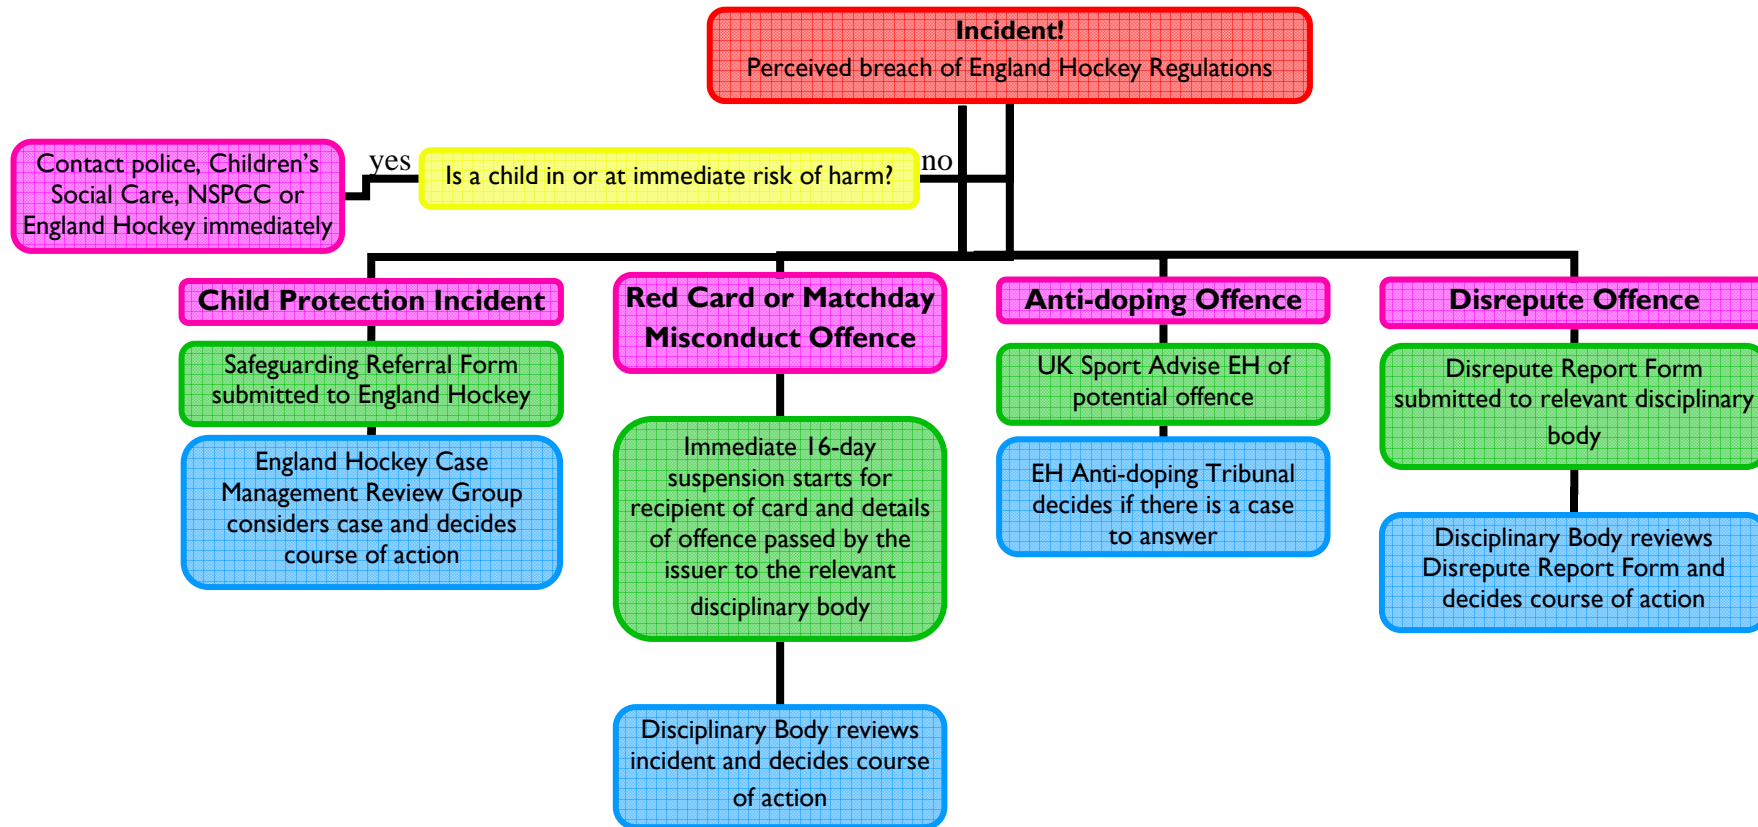 Incident!
Perceived breach of England Hockey Regulations
Contact police, Children’s
Social Care, NSPCC or
England Hockey immediately
yes
Is a child in or at immediate risk of harm?
no
Child Protection Incident
Safeguarding Referral Form
submitted to England Hockey
England Hockey Case
Management Review Group
considers case and decides
course of action
Red Card or Matchday
Misconduct Offence
Immediate 16-day
suspension starts for
recipient of card and details
of offence passed by the
issuer to the relevant
disciplinary body
Disciplinary Body reviews
incident and decides course
of action
Anti-doping Offence
UK Sport Advise EH of
potential offence
EH Anti-doping Tribunal
decides if there is a case
to answer
Disrepute Offence
Disrepute Report Form
submitted to relevant disciplinary
body
Disciplinary Body reviews
Disrepute Report Form and
decides course of action